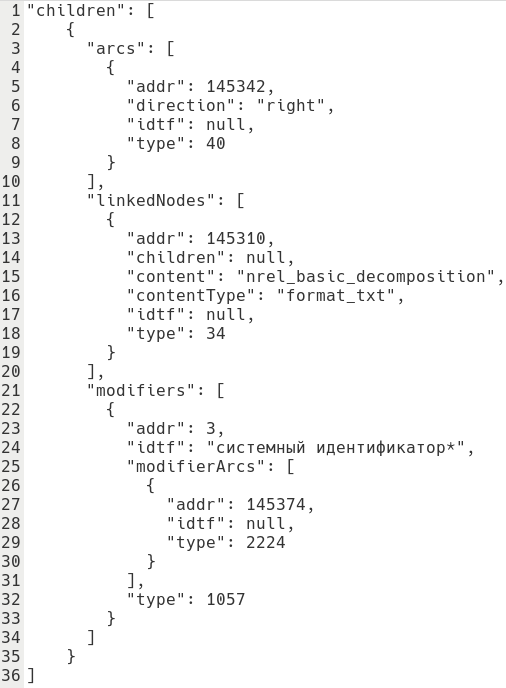 1 "children": [
2     {
3       "arcs": [
4         {
5           "addr": 145342,
6           "direction": "right",
7           "idtf": null,
8           "type": 40
9         }
10       ],
11       "linkedNodes": [
12         {
13           "addr": 145310,
14           "children": null,
15           "content": "nrel_basic_decomposition",
16           "contentType": "format_txt",
17           "idtf": null,
18           "type": 34
19         }
20       ],
21       "modifiers": [
22         {
23           "addr": 3,
24           "idtf": "системный идентификатор*",
25           "modifierArcs": [
26             {
27               "addr": 145374,
28               "idtf": null,
29               "type": 2224
30             }
31           ],
32           "type": 1057
33         }
34       ]
35     }
36 ]